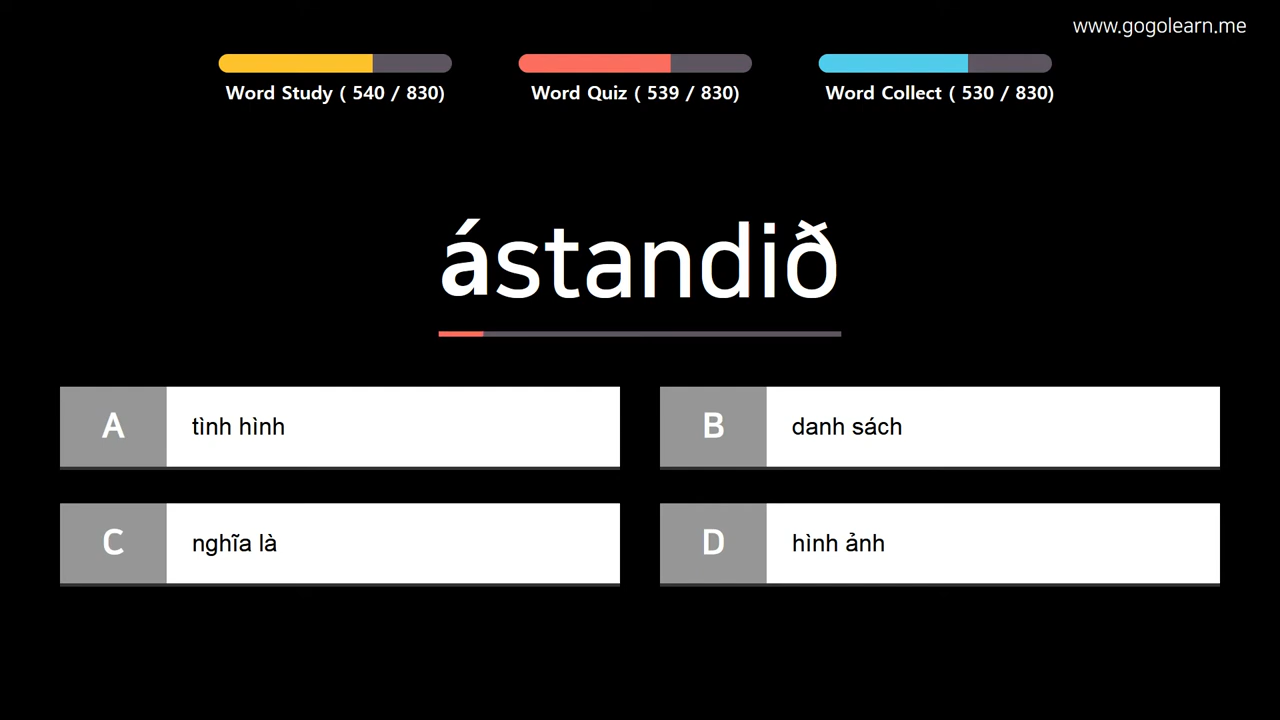 www.gogolearn.me
Word Study ( 540 / 830)
Word Quiz ( 539 / 830)
Word Collect ( 530 / 830)
ástandið
A tình hình
B danh sách
C nghĩa là
D hình ảnh